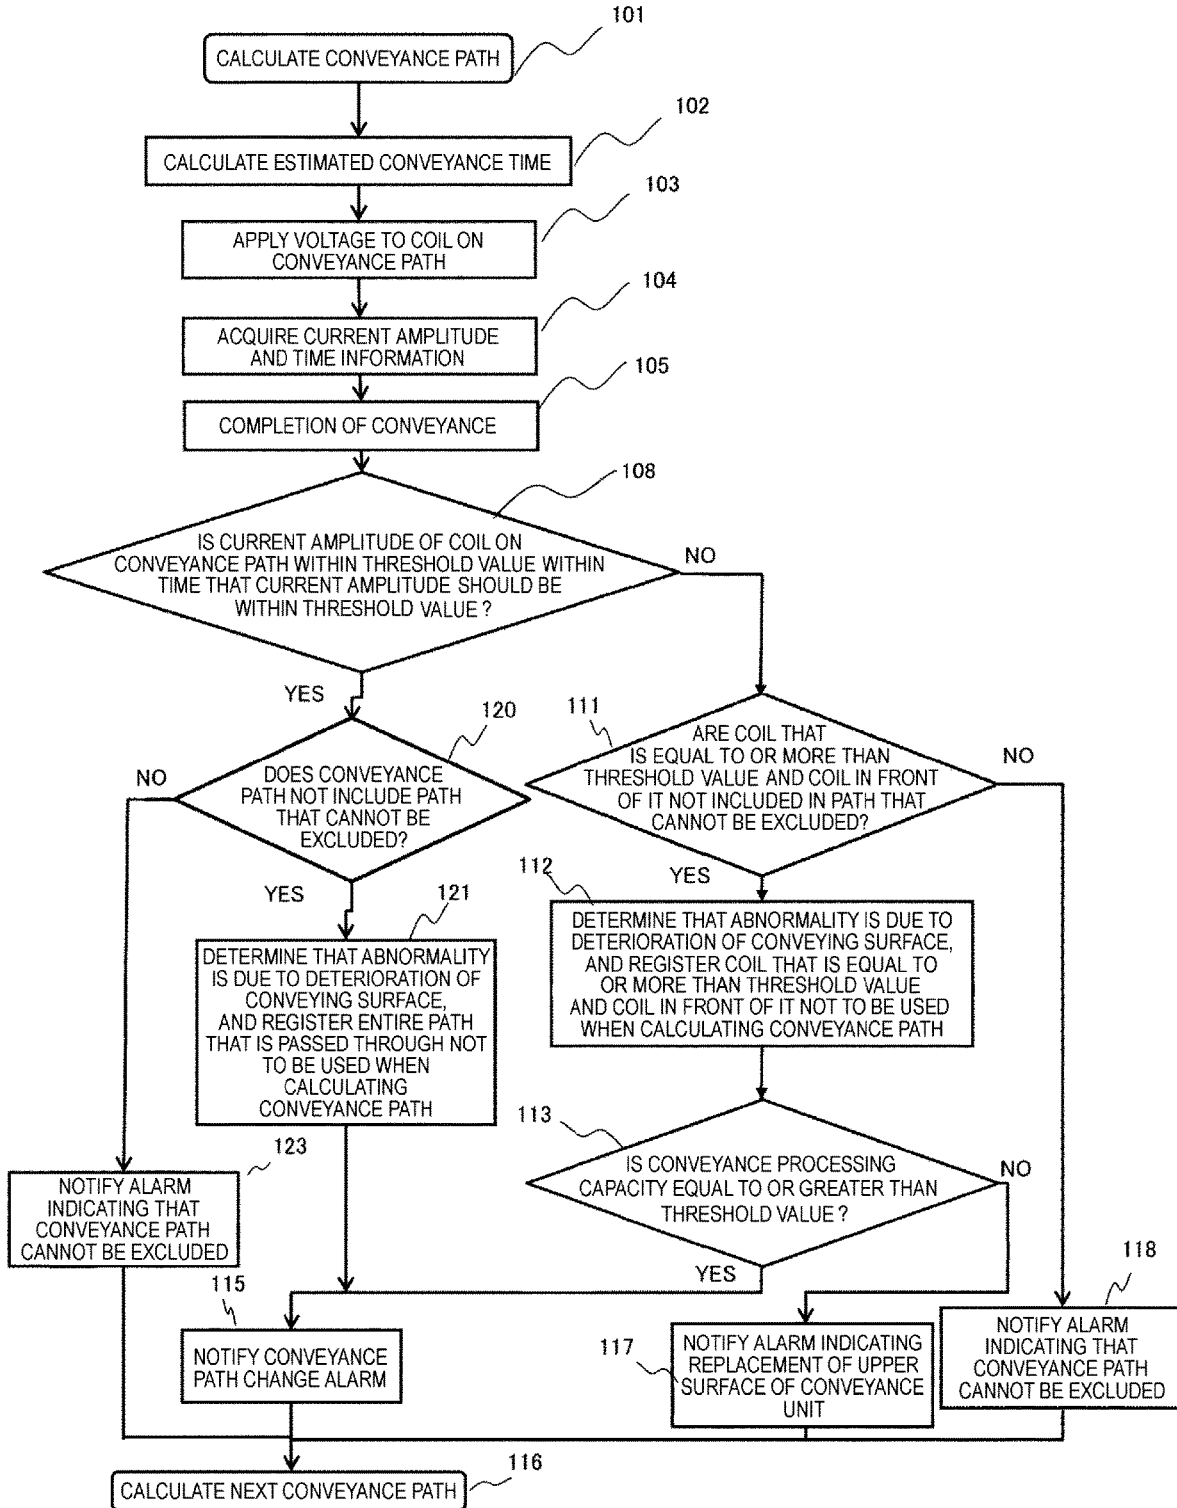 101
CALCULATE CONVEYANCE PATH
102
CALCULATE ESTIMATED CONVEYANCE TIME
103
APPLY VOLTAGE TO COIL ON
CONVEYANCE PATH
104
ACQUIRE CURRENT AMPLITUDE
AND TIME INFORMATION
105
COMPLETION OF CONVEYANCE
108
IS CURRENT AMPLITUDE OF COIL ON
CONVEYANCE PATH WITHIN THRESHOLD VALUE WITHIN
TIME THAT CURRENT AMPLITUDE SHOULD BE
WITHIN THRESHOLD VALUE ?
NO
YES
120
DOES CONVEYANCE
PATH NOT INCLUDE PATH
THAT CANNOT BE
EXCLUDED?
NO
YES
111
ARE COIL THAT
IS EQUAL TO OR MORE THAN
THRESHOLD VALUE AND COIL IN FRONT
OF IT NOT INCLUDED IN PATH THAT
CANNOT BE EXCLUDED?
NO
YES
121
DETERMINE THAT ABNORMALITY
IS DUE TO DETERIORATION OF
CONVEYING SURFACE,
AND REGISTER ENTIRE PATH
THAT IS PASSED THROUGH NOT
TO BE USED WHEN
CALCULATING
CONVEYANCE PATH
112
DETERMINE THAT ABNORMALITY IS DUE TO
DETERIORATION OF CONVEYING SURFACE,
AND REGISTER COIL THAT IS EQUAL TO
OR MORE THAN THRESHOLD VALUE
AND COIL IN FRONT OF IT NOT TO BE USED
WHEN CALCULATING CONVEYANCE PATH
113
IS CONVEYANCE PROCESSING
CAPACITY EQUAL TO OR GREATER THAN
THRESHOLD VALUE ?
NO
YES
123
NOTIFY ALARM
INDICATING THAT
CONVEYANCE PATH
CANNOT BE EXCLUDED
115
NOTIFY CONVEYANCE
PATH CHANGE ALARM
117
NOTIFY ALARM INDICATING
REPLACEMENT OF UPPER
SURFACE OF CONVEYANCE
UNIT
118
NOTIFY ALARM
INDICATING THAT
CONVEYANCE PATH
CANNOT BE EXCLUDED
116
CALCULATE NEXT CONVEYANCE PATH